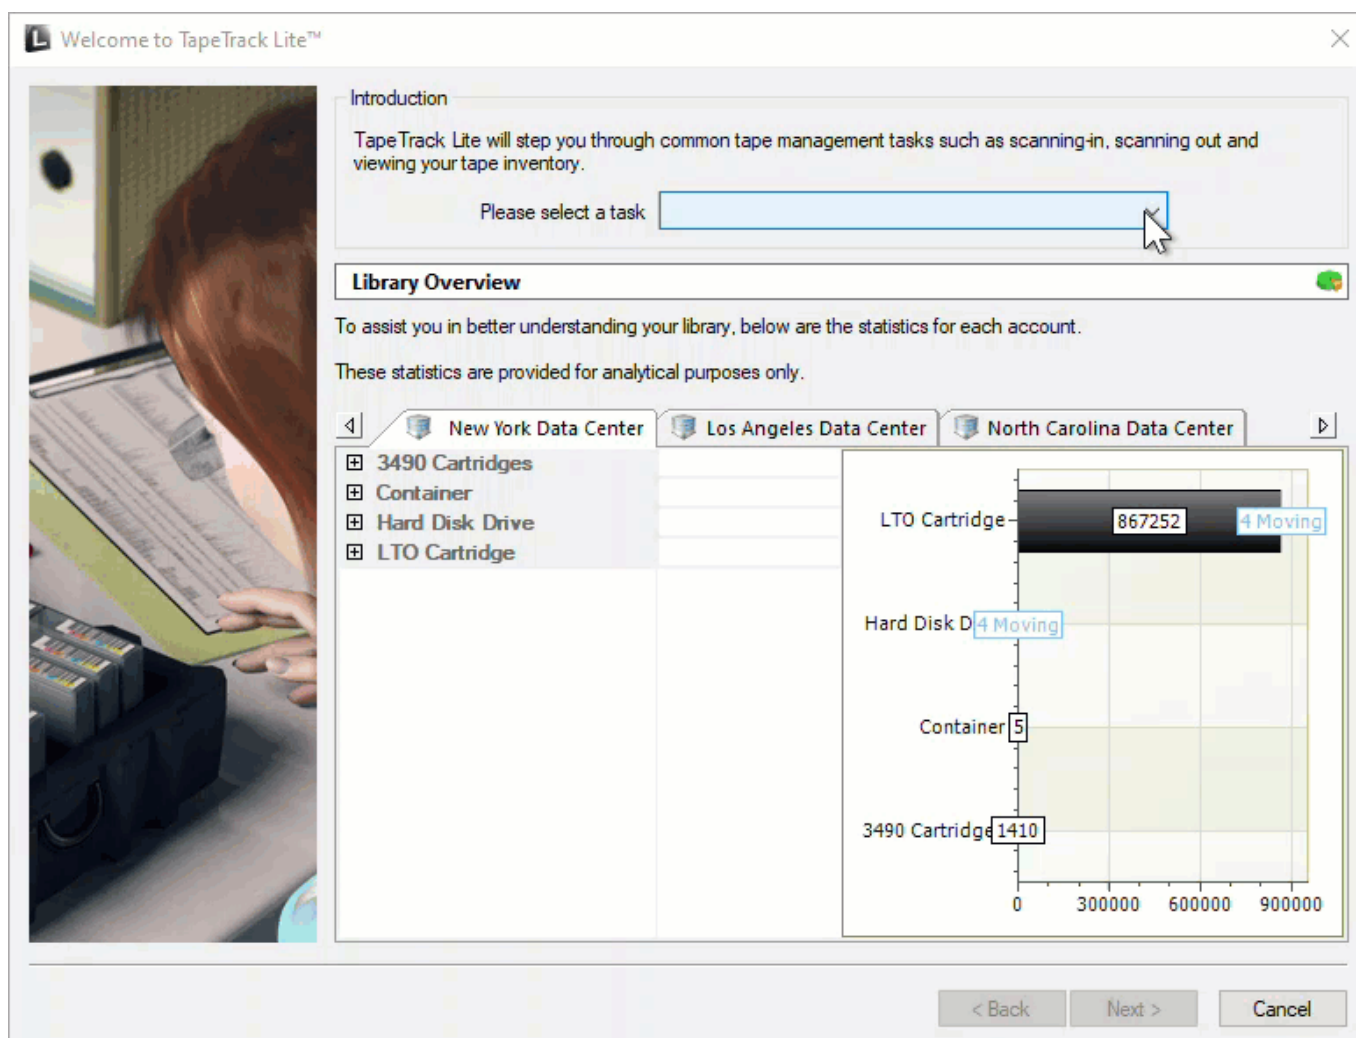 Welcome to TapeTrack Lite™
Introduction
TapeTrack Lite will step you through common tape management tasks such as scanning-in, scanning out and
viewing your tape inventory.
Please select a task
Library Overview
To assist you in better understanding your library, below are the statistics for each account.
These statistics are provided for analytical purposes only.
New York Data Center Los Angeles Data Center North Carolina Data Center
3490 Cartridges
Container
Hard Disk Drive
LTO Cartridge
LTO Cartridge 867252 4 Moving
Hard Disk D 4 Moving
Container 5
3490 Cartridge 1410
0 300000 600000 900000
< Back Next > Cancel